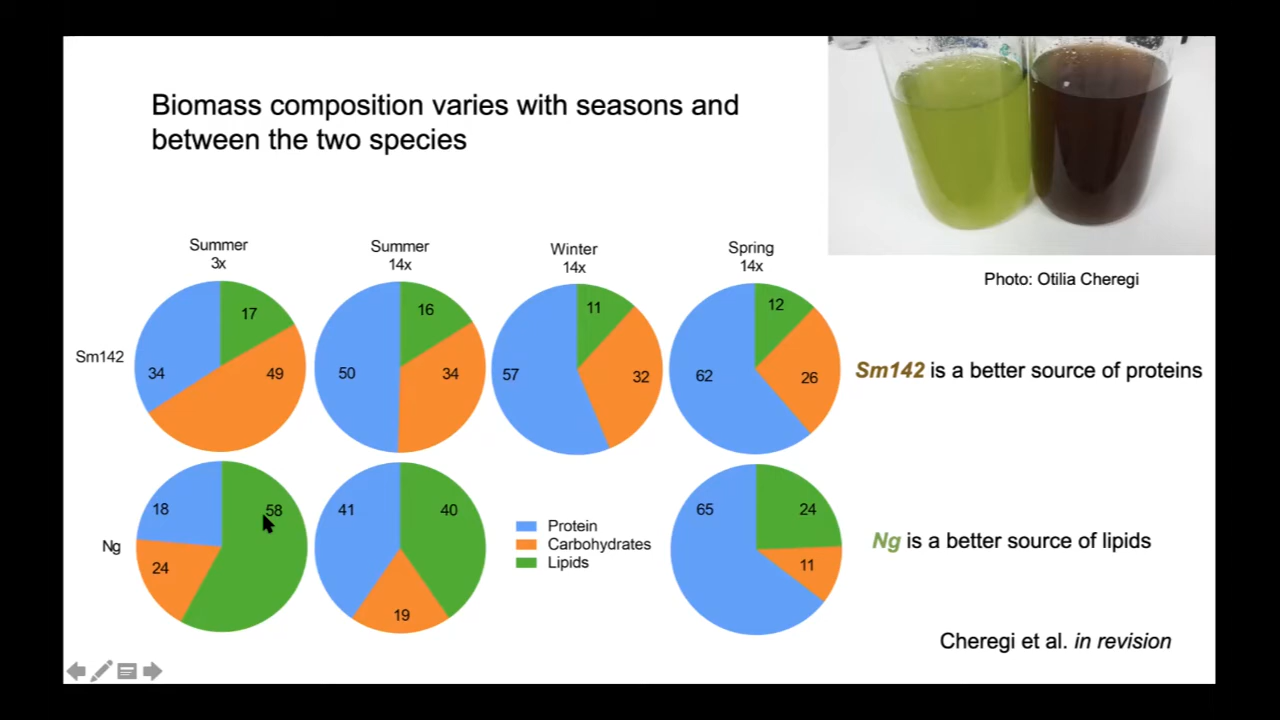 Biomass composition varies with seasons and
between the two species
Photo: Otilia Cheregi
Summer
3x
Summer
14x
Winter
14x
Spring
14x
Sm142
17
34
49
16
50
34
11
57
32
12
62
26
Sm142 is a better source of proteins
Ng
18
58
24
41
40
19
Protein
Carbohydrates
Lipids
65
24
11
Ng is a better source of lipids
Cheregi et al. in revision